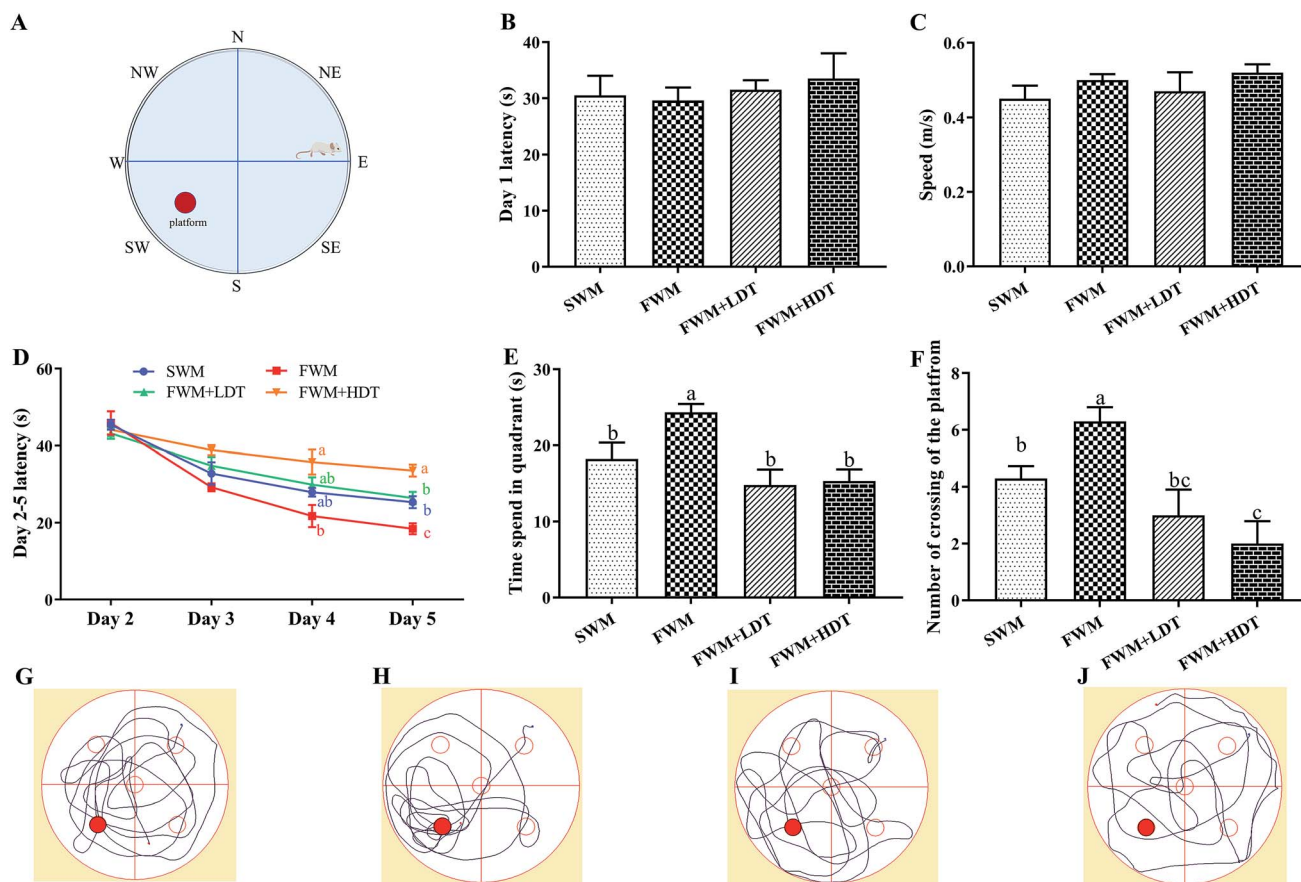 A
N
NW
NE
W
E
platform
SW
SE
S
B
Day 1 latency (s)
40
30
20
10
0
SWM
FWM
FWM+LDT
FWM+HDT
C
Speed (m/s)
0.6
0.4
0.2
0.0
SWM
FWM
FWM+LDT
FWM+HDT
D
Day 2-5 latency (s)
60
40
20
0
SWM
FWM
FWM+LDT
FWM+HDT
a
ab
ab
b
a
b
b
c
Day 2
Day 3
Day 4
Day 5
E
Time spend in quadrant (s)
30
20
10
0
b
a
b
b
SWM
FWM
FWM+LDT
FWM+HDT
F
Number of crossing of the platfrom
8
6
4
2
0
b
a
bc
c
SWM
FWM
FWM+LDT
FWM+HDT
G
H
I
J